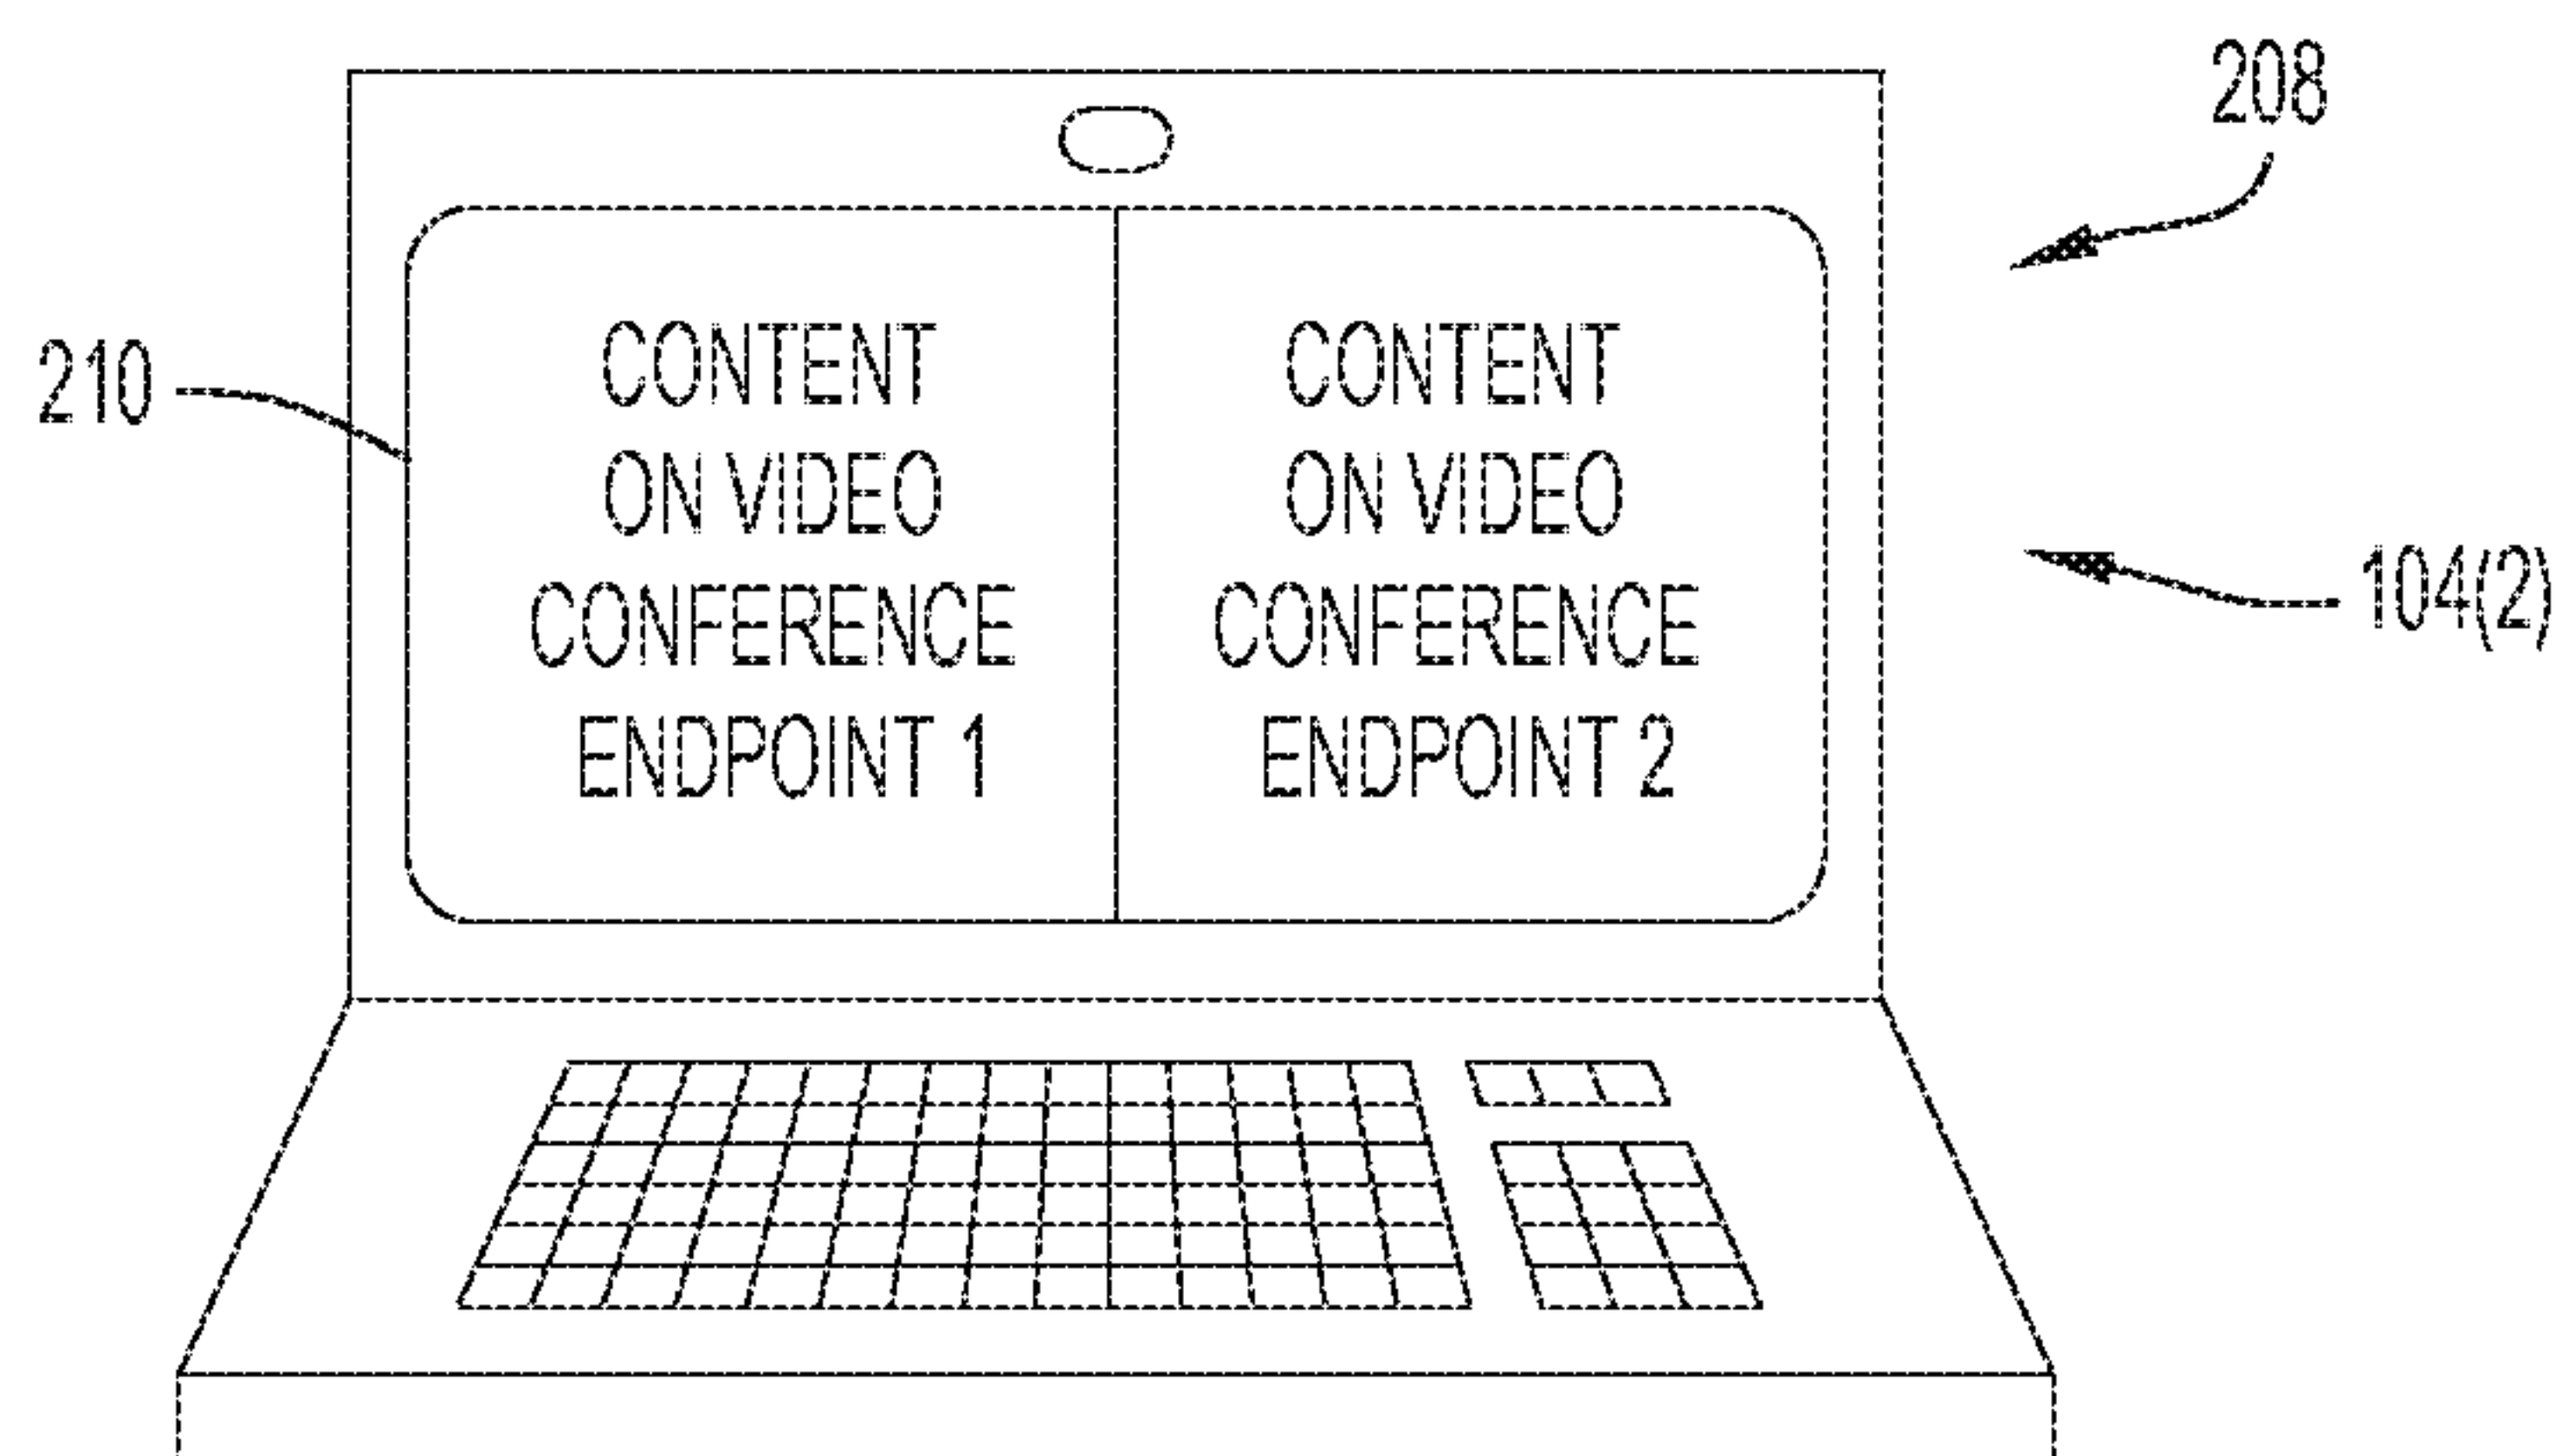 208
210
104(2)
CONTENT
ON VIDEO
CONFERENCE
ENDPOINT 1
CONTENT
ON VIDEO
CONFERENCE
ENDPOINT 2